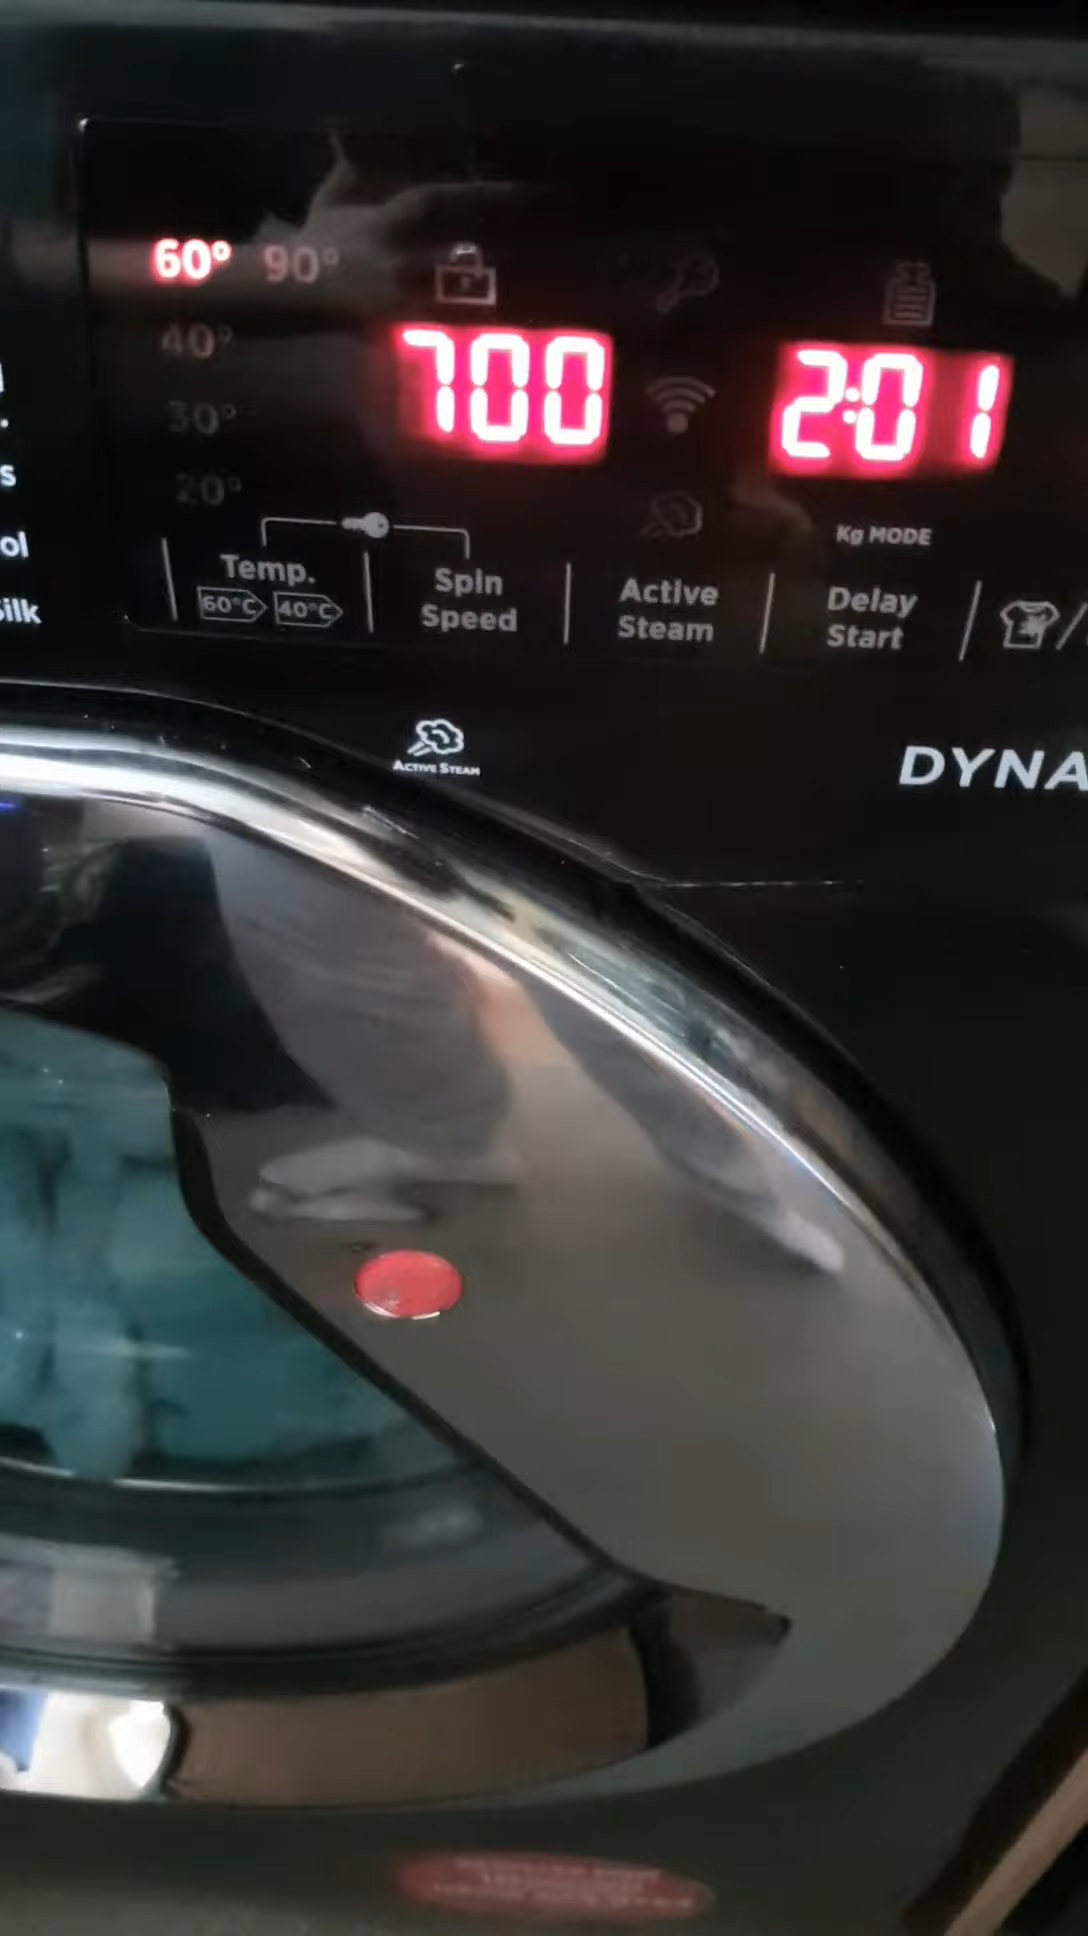 60° 90°
40°
30°
20°
700
2:01
Kg MODE
s
ol
Silk
Temp.
60°C 40°C
Spin
Speed
Active
Steam
Delay
Start
ACTIVE STEAM
DYNA